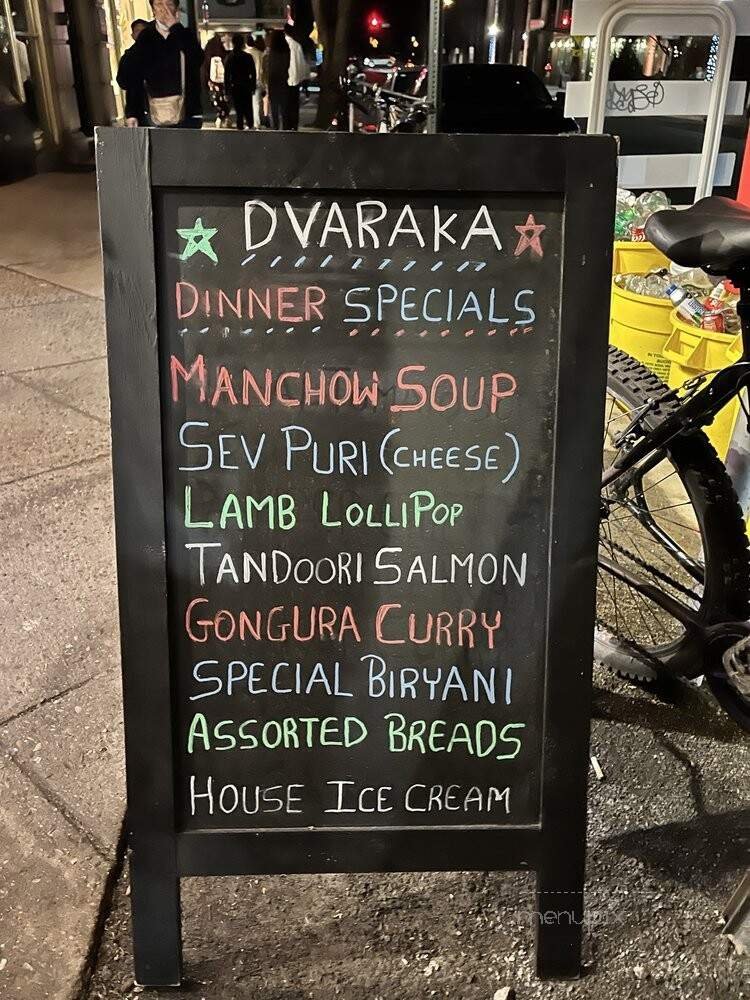 DVARAKA
DINNER SPECIALS
MANCHOW SOUP
SEV PURI (CHEESE)
LAMB LOLLIPOP
TANDOORI SALMON
GONGURA CURRY
SPECIAL BIRYANI
ASSORTED BREADS
HOUSE ICE CREAM
menupix